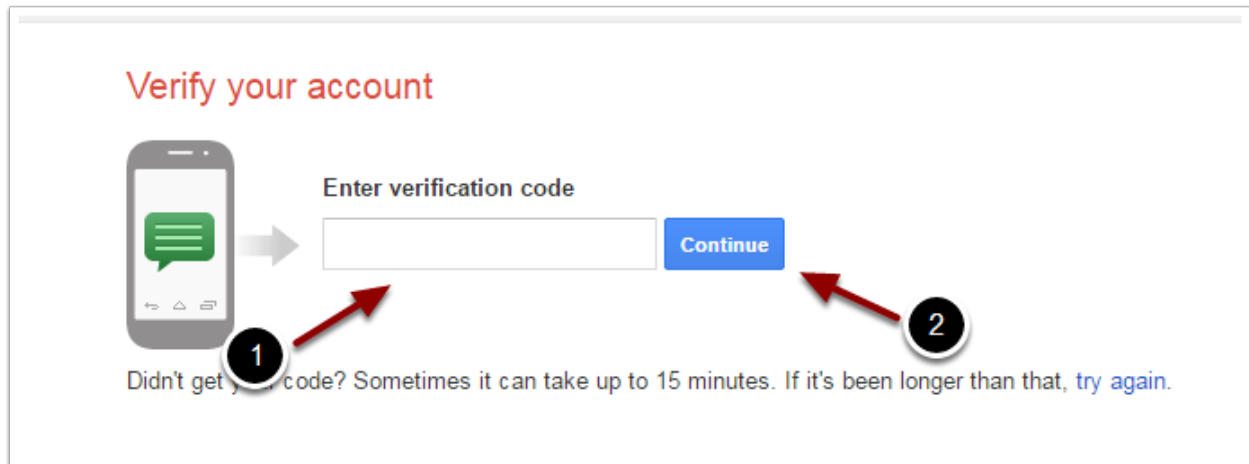 Verify your account
Enter verification code
Continue
2
1
Didn't get your code? Sometimes it can take up to 15 minutes. If it's been longer than that, try again.